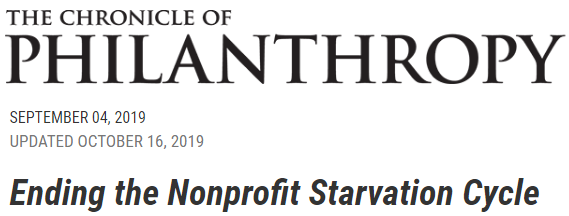 THE CHRONICLE OF
PHILANTHROPY
SEPTEMBER 04, 2019
UPDATED OCTOBER 16, 2019
Ending the Nonprofit Starvation Cycle